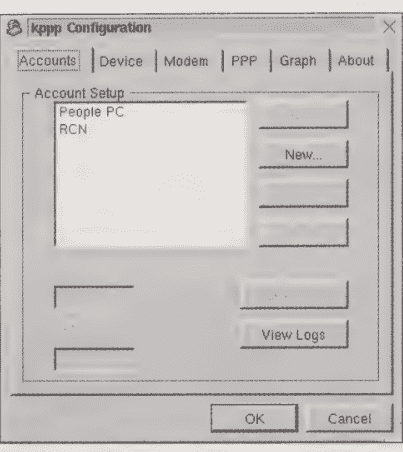 kppp Configuration
Accounts Device Modem PPP Graph About
Account Setup
People PC
RCN
New...
View Logs
OK Cancel